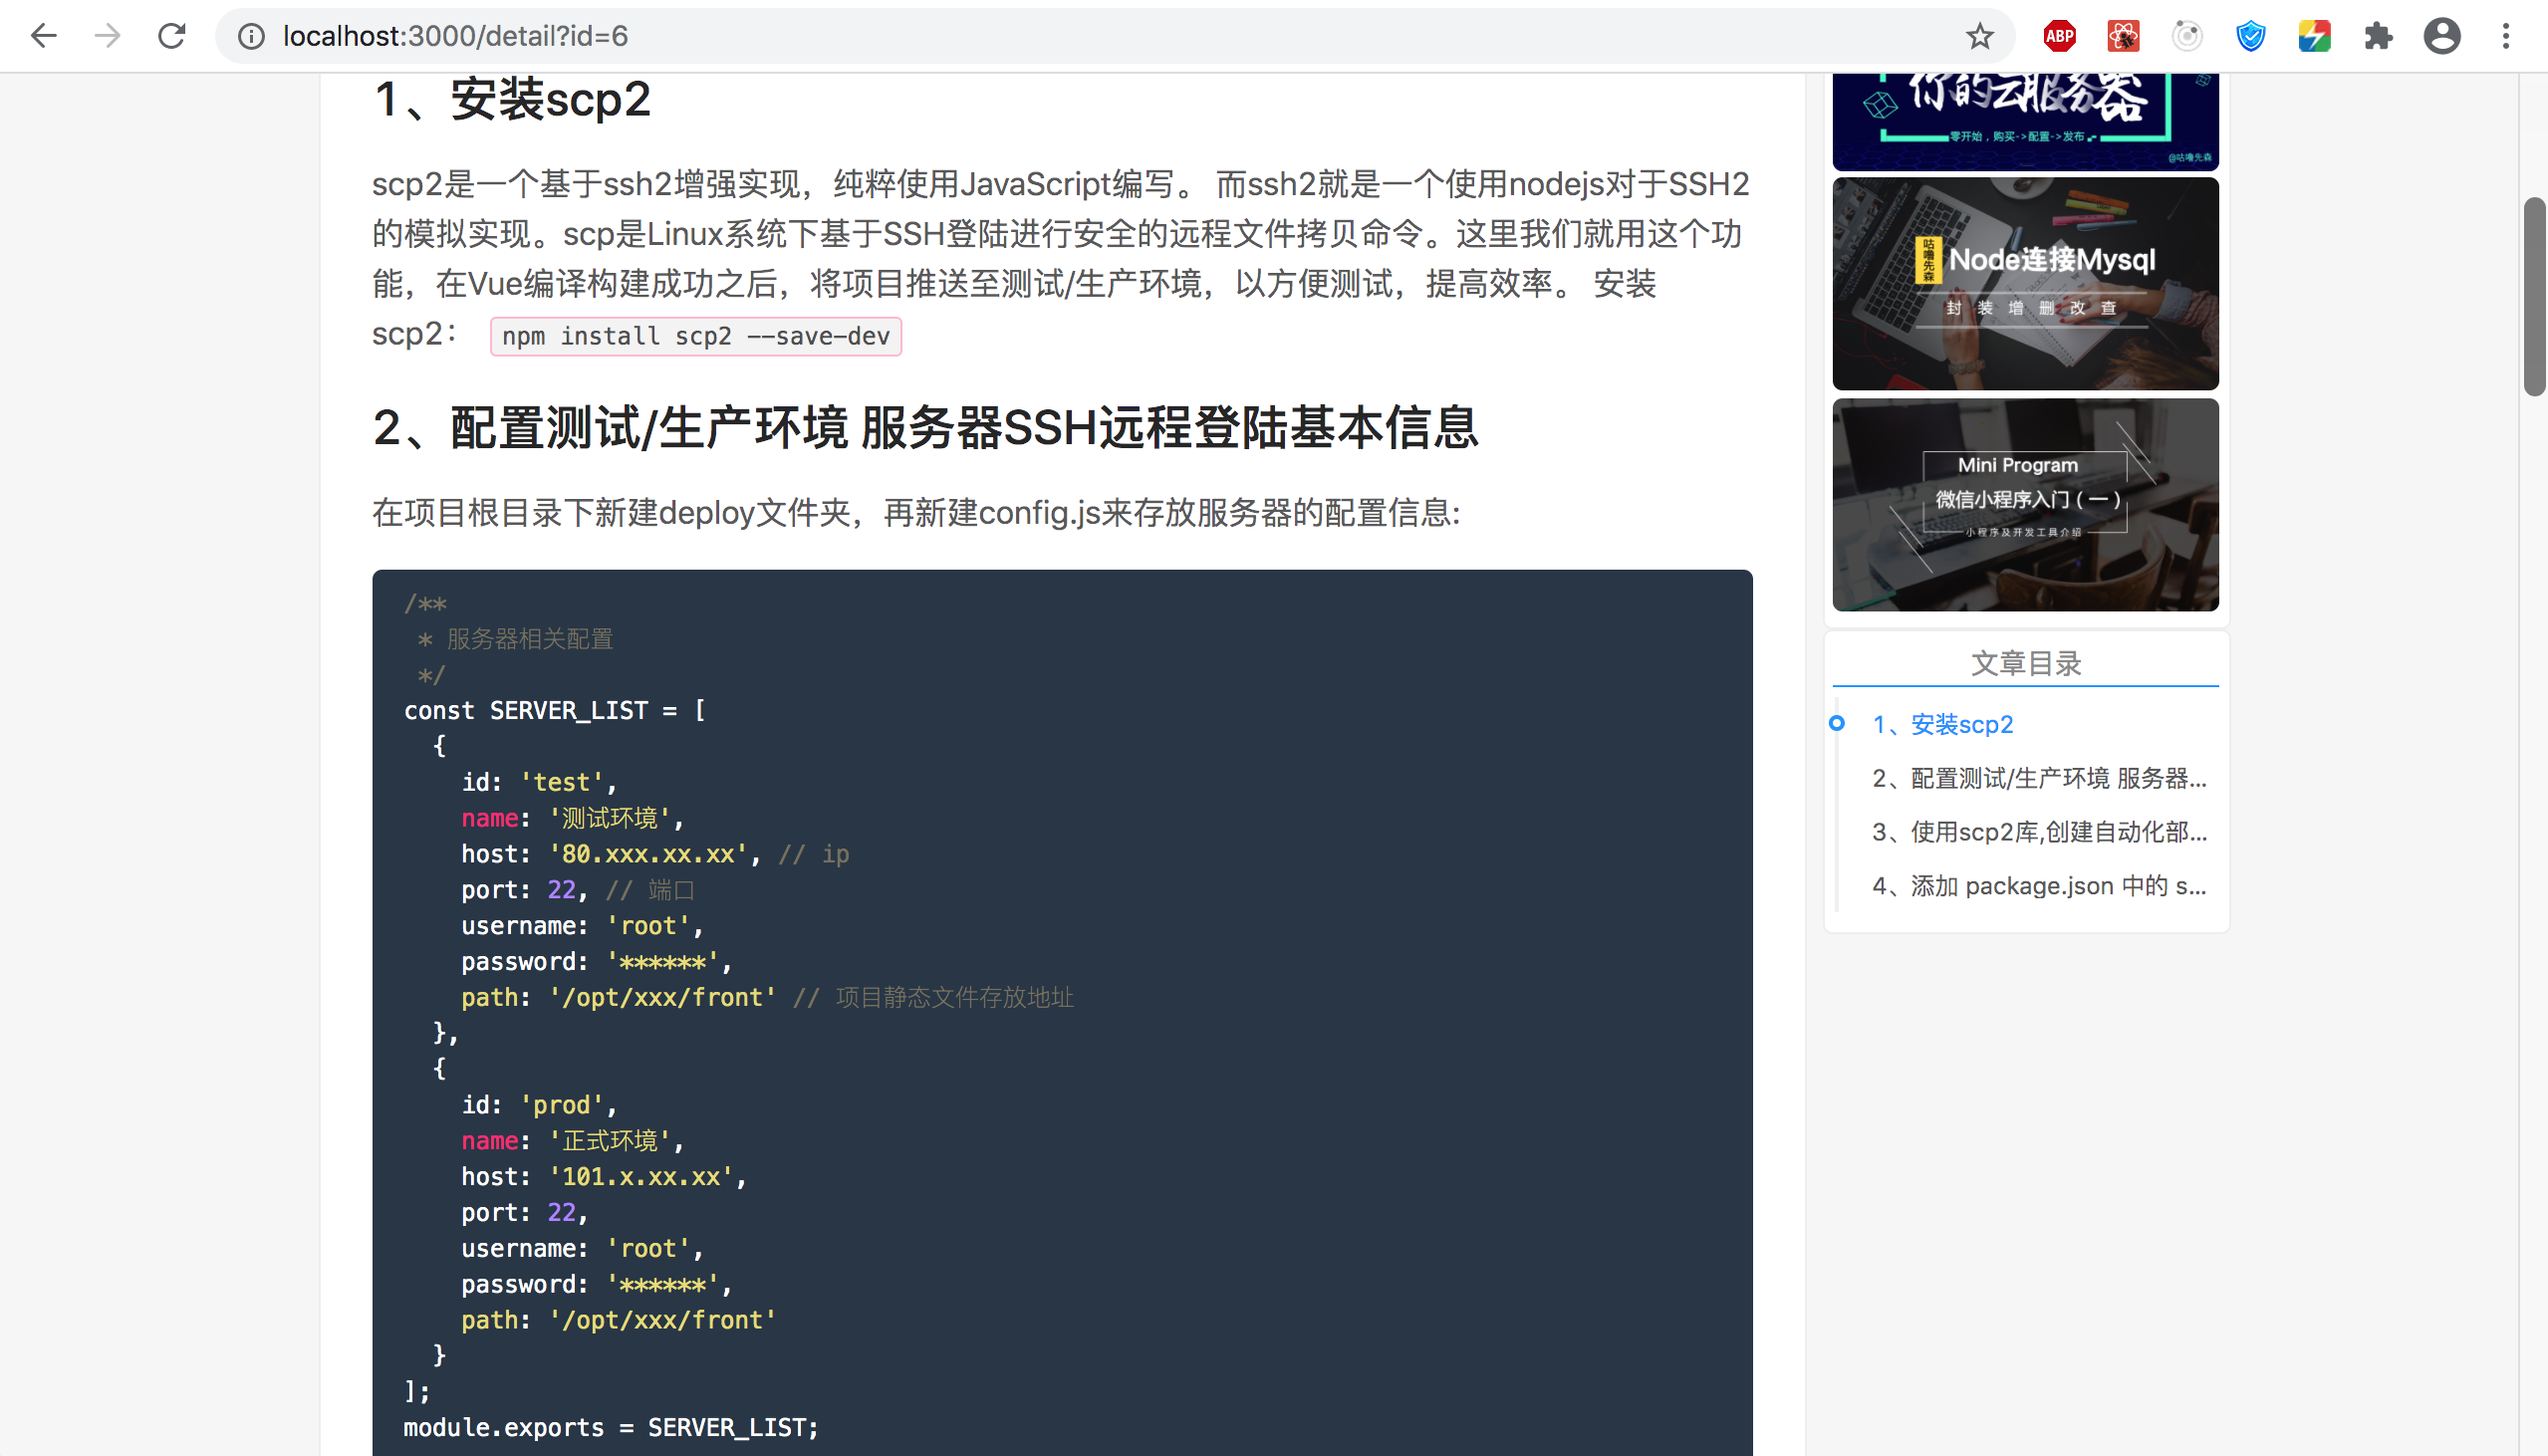 localhost:3000/detail?id=6
ABP
1、安装scp2
scp2是一个基于ssh2增强实现，纯粹使用JavaScript编写。 而ssh2就是一个使用nodejs对于SSH2
的模拟实现。scp是Linux系统下基于SSH登陆进行安全的远程文件拷贝命令。这里我们就用这个功
能，在Vue编译构建成功之后，将项目推送至测试/生产环境，以方便测试，提高效率。 安装
scp2： npm install scp2 --save-dev
2、配置测试/生产环境 服务器SSH远程登陆基本信息
在项目根目录下新建deploy文件夹，再新建config.js来存放服务器的配置信息:
/**
 * 服务器相关配置
 */
const SERVER_LIST = [
  {
    id: 'test',
    name: '测试环境',
    host: '80.xxx.xx.xx', // ip
    port: 22, // 端口
    username: 'root',
    password: '******',
    path: '/opt/xxx/front' // 项目静态文件存放地址
  },
  {
    id: 'prod',
    name: '正式环境',
    host: '101.x.xx.xx',
    port: 22,
    username: 'root',
    password: '******',
    path: '/opt/xxx/front'
  }
];
module.exports = SERVER_LIST;
你的云服务器
零开始，购买->配置->发布
@咕噜先森
咕噜先森
Node连接Mysql
封装增删改查
Mini Program
微信小程序入门（一）
小程序及开发工具介绍
文章目录
1、安装scp2
2、配置测试/生产环境 服务器...
3、使用scp2库,创建自动化部...
4、添加 package.json 中的 s...